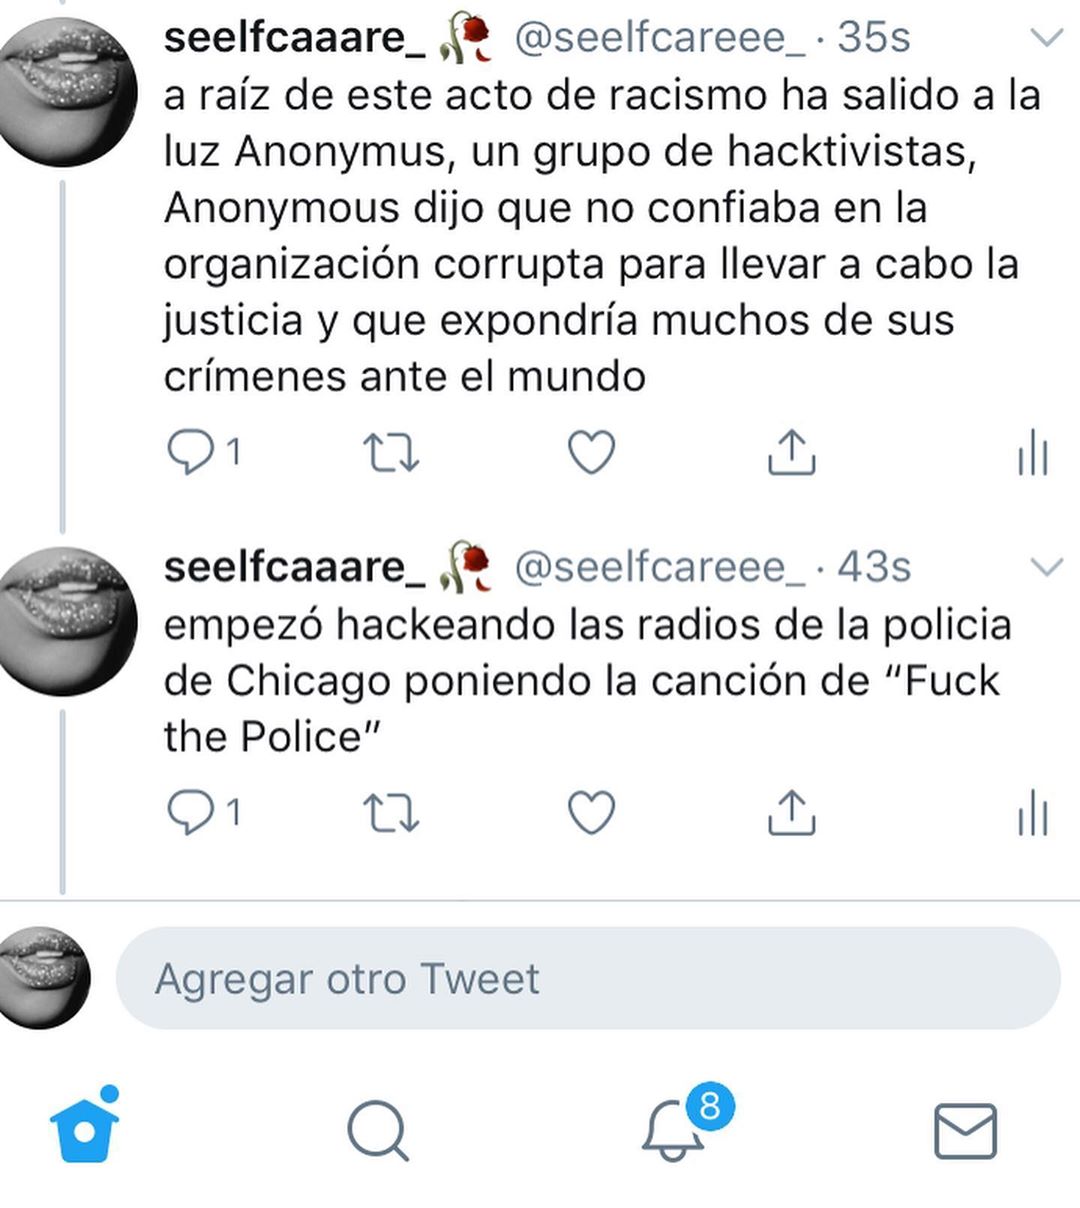 seelfcaaare_ 🥀 @seelfcareee_ · 35s
a raíz de este acto de racismo ha salido a la
luz Anonymus, un grupo de hacktivistas,
Anonymous dijo que no confiaba en la
organización corrupta para llevar a cabo la
justicia y que expondría muchos de sus
crímenes ante el mundo
1
seelfcaaare_ 🥀 @seelfcareee_ · 43s
empezó hackeando las radios de la policia
de Chicago poniendo la canción de “Fuck
the Police”
1
Agregar otro Tweet
8